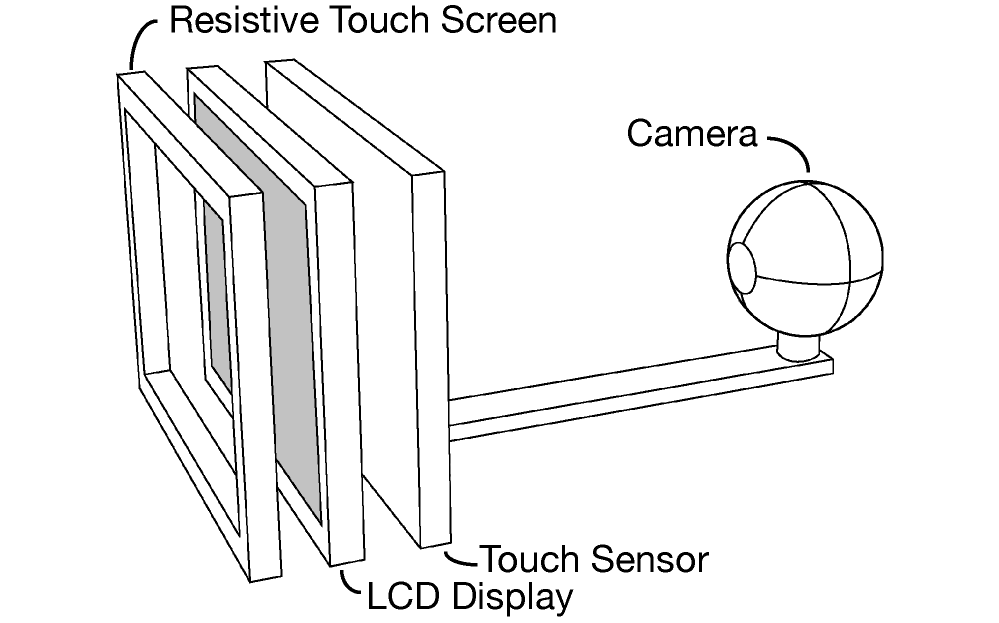 Resistive Touch Screen
Camera
Touch Sensor
LCD Display